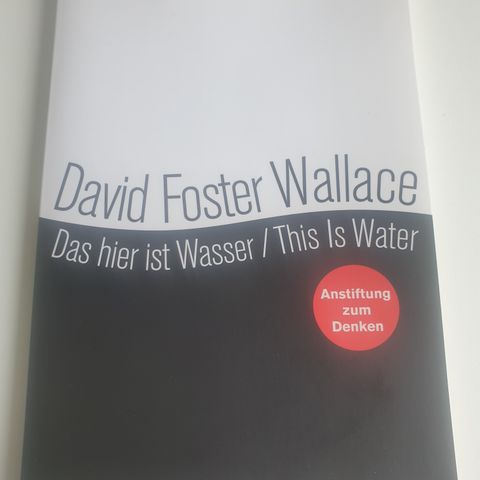 David Foster Wallace
Das hier ist Wasser / This Is Water
Anstiftung
zum
Denken